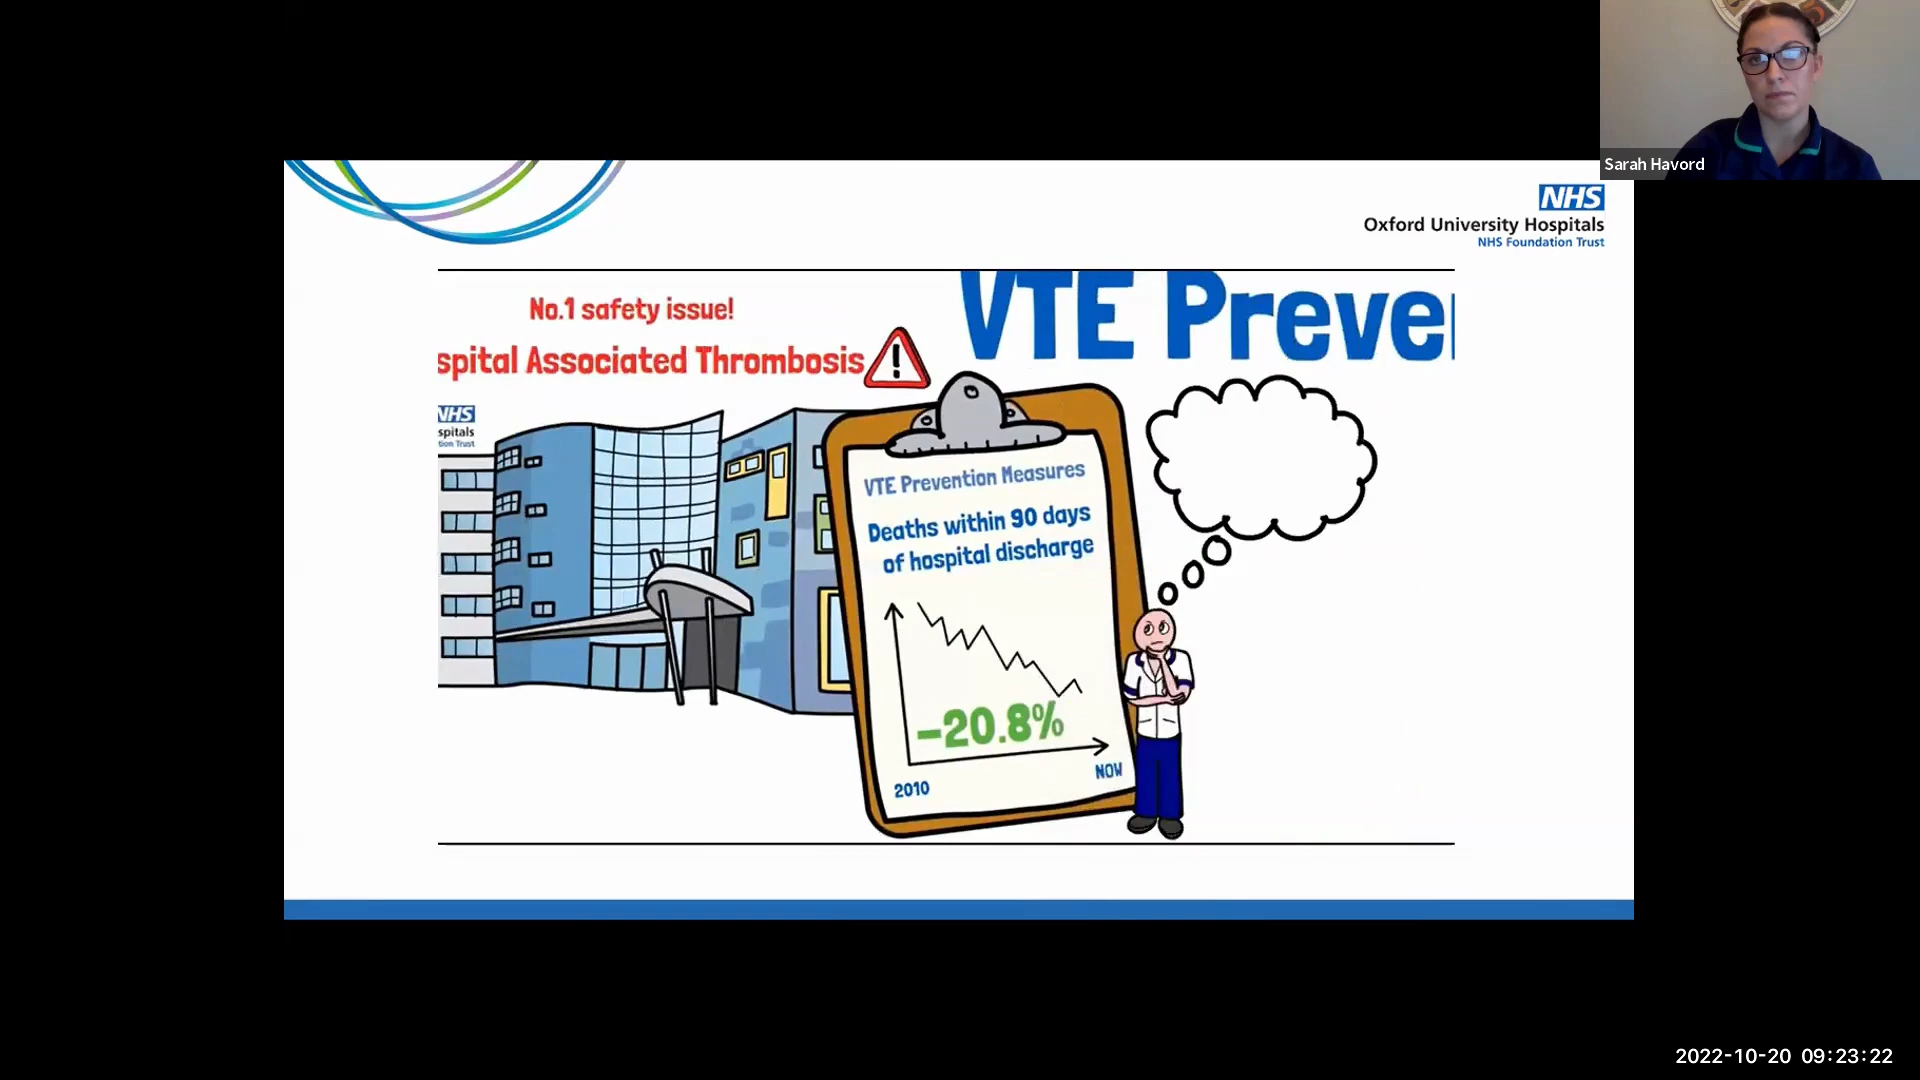 Sarah Havord
NHS
Oxford University Hospitals
NHS Foundation Trust
No.1 safety issue!
spital Associated Thrombosis
VTE Preve
NHS
spitals
tion Trust
VTE Prevention Measures
Deaths within 90 days
of hospital discharge
-20.8%
2010
NOW
2022-10-20 09:23:22